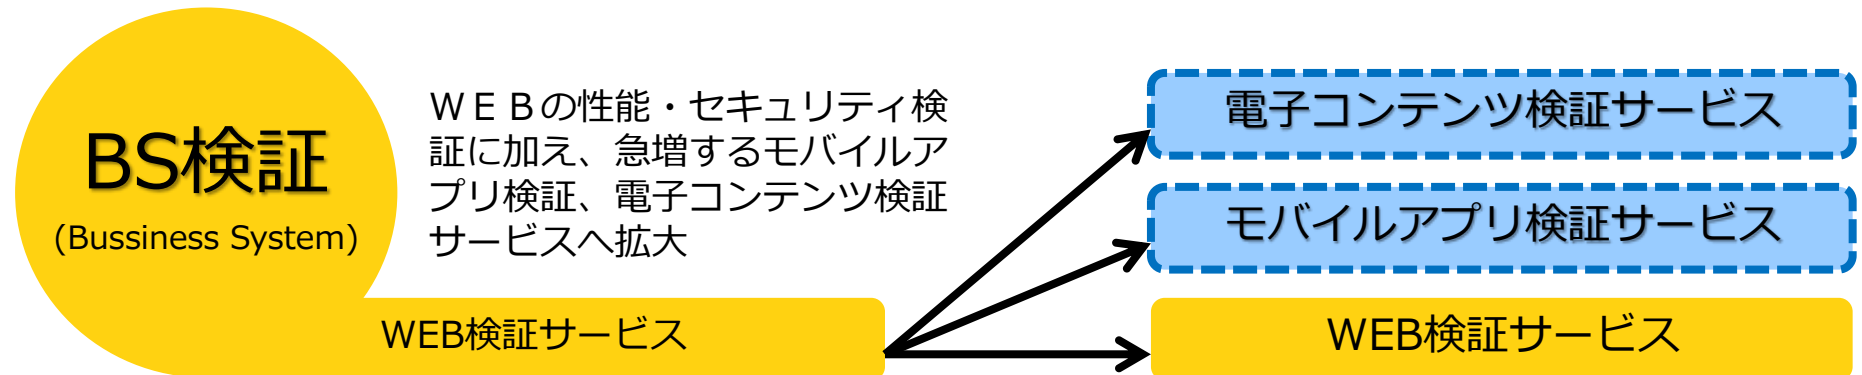 BS検証
(Bussiness System)
ＷＥＢの性能・セキュリティ検
証に加え、急増するモバイルア
プリ検証、電子コンテンツ検証
サービスへ拡大
WEB検証サービス
電子コンテンツ検証サービス
モバイルアプリ検証サービス
WEB検証サービス